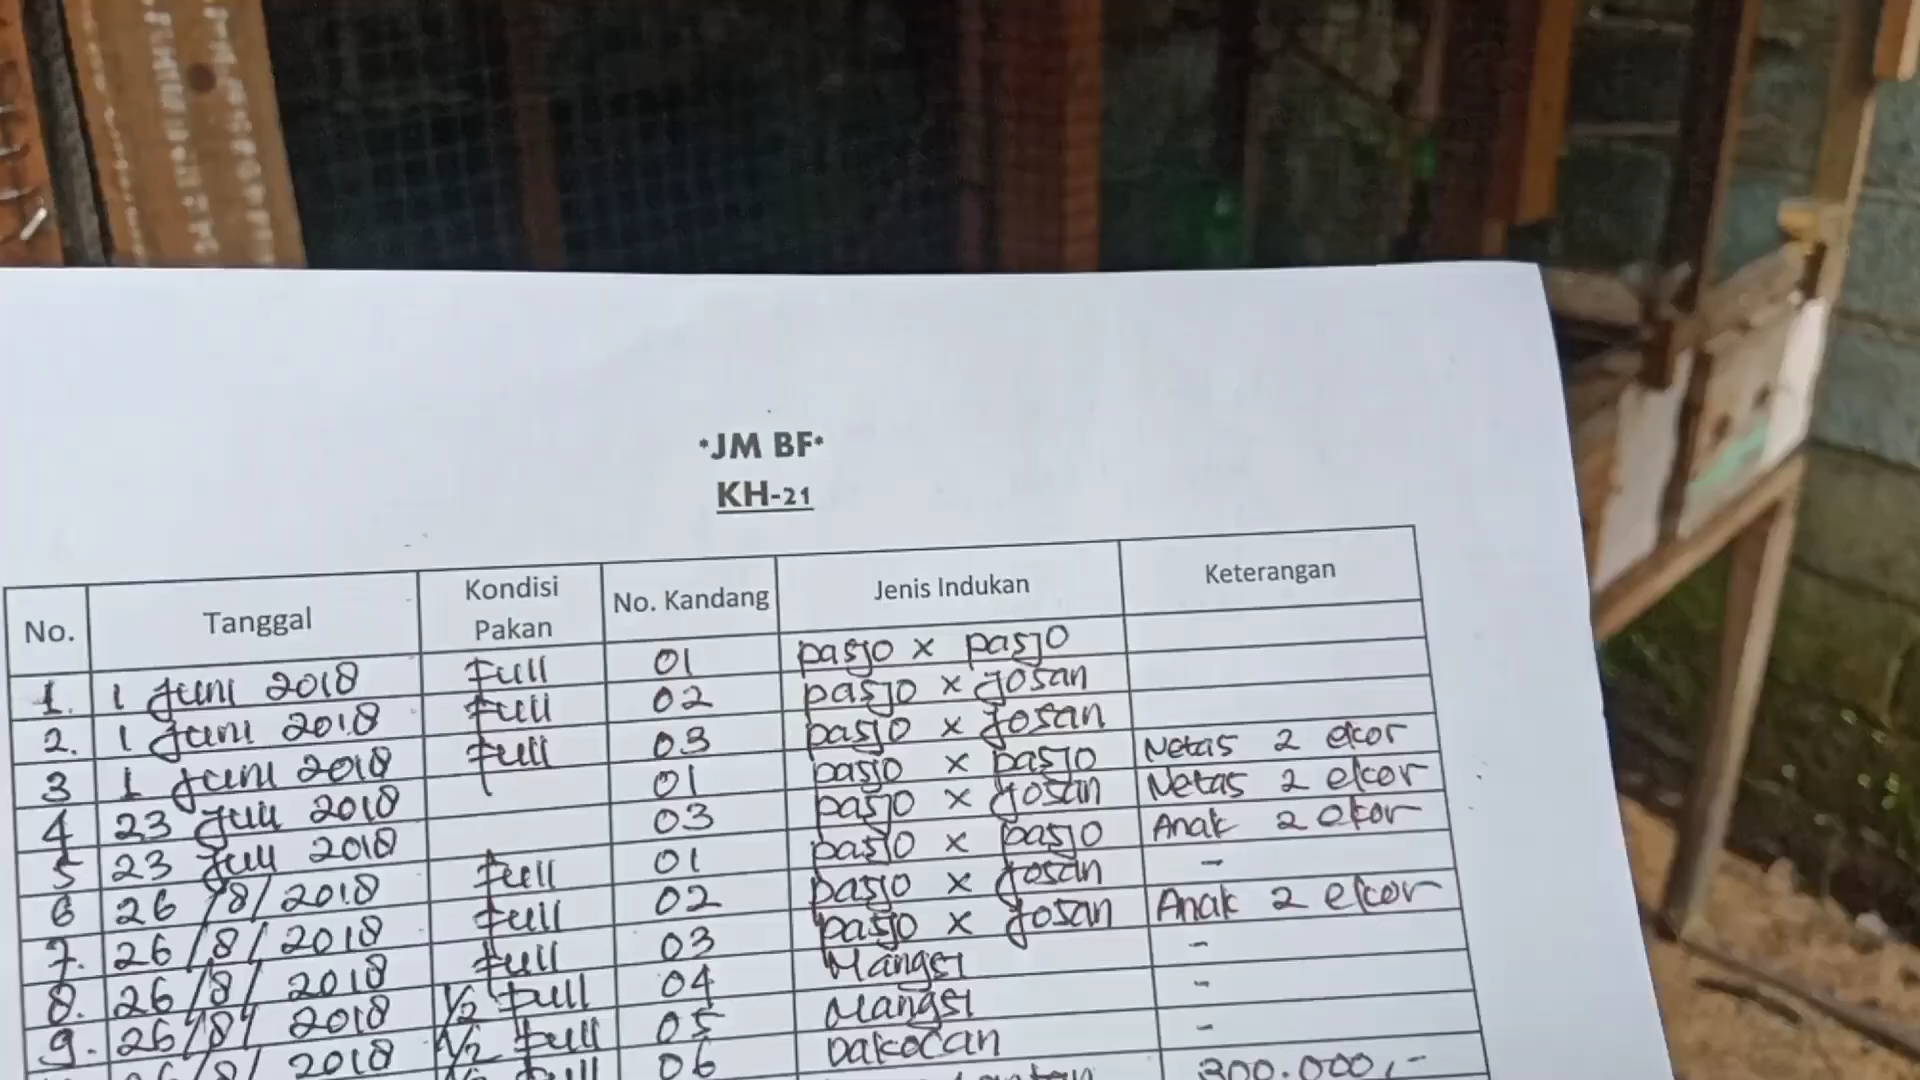 *JM BF*
KH-21
No. Tanggal Kondisi Pakan No. Kandang Jenis Indukan Keterangan
1. 1 Juni 2018 Full 01 pasjo x pasjo
2. 1 Juni 2018 Full 02 pasjo x josan
3 1 Juni 2018 Full 03 pasjo x josan
4 23 Juli 2018 01 pasjo x pasjo Netas 2 ekor
5 23 Juli 2018 03 pasjo x josan Netas 2 ekor
6 26/8/2018 Full 01 pasjo x pasjo Anak 2 ekor
7. 26/8/2018 Full 02 pasjo x josan -
8. 26/8/2018 Full 03 pasjo x josan Anak 2 ekor
9. 26/8/2018 1/2 Full 04 Mangsi -
2018 1/2 Full 05 Mangsi -
06 Dakocan -
300.000,-